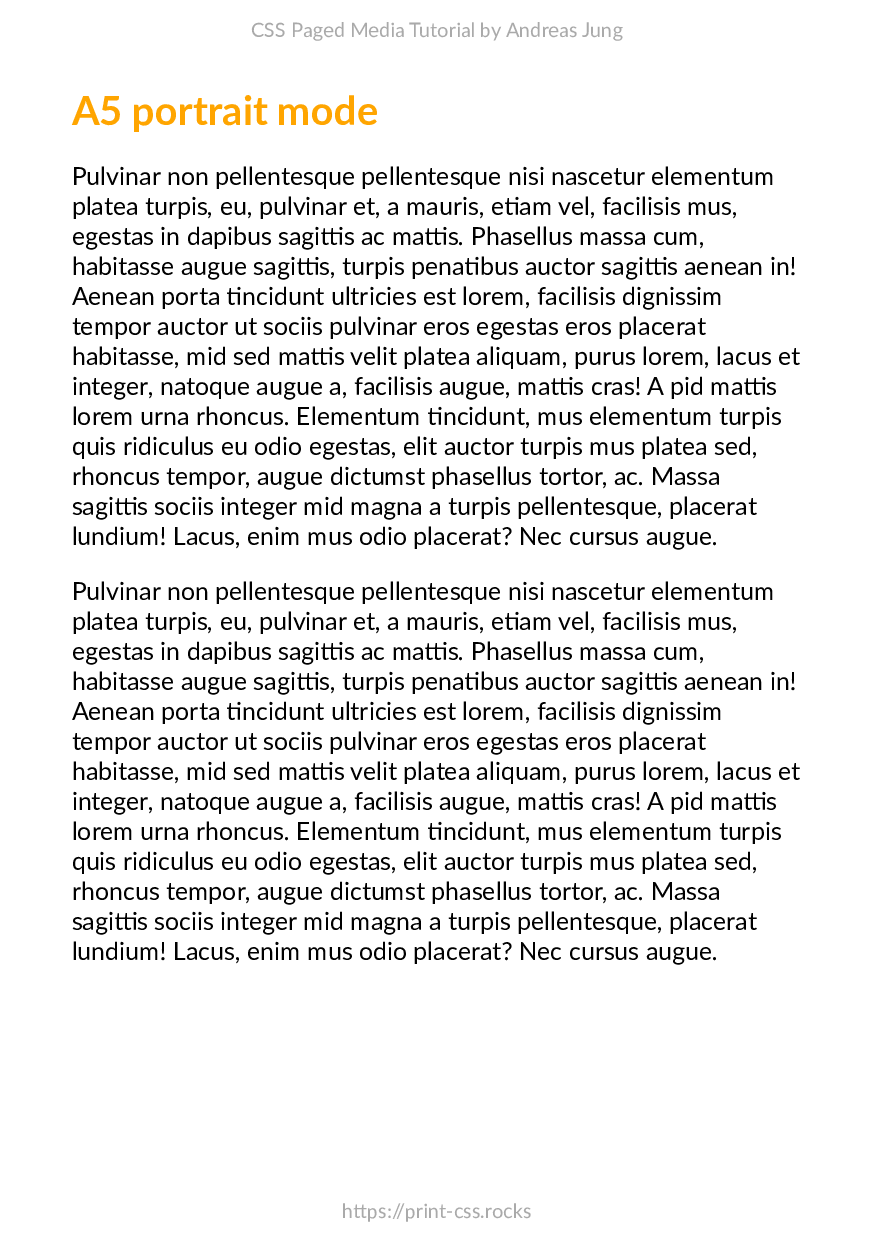 CSS Paged Media Tutorial by Andreas Jung
A5 portrait mode
Pulvinar non pellentesque pellentesque nisi nascetur elementum
platea turpis, eu, pulvinar et, a mauris, etiam vel, facilisis mus,
egestas in dapibus sagittis ac mattis. Phasellus massa cum,
habitasse augue sagittis, turpis penatibus auctor sagittis aenean in!
Aenean porta tincidunt ultricies est lorem, facilisis dignissim
tempor auctor ut sociis pulvinar eros egestas eros placerat
habitasse, mid sed mattis velit platea aliquam, purus lorem, lacus et
integer, natoque augue a, facilisis augue, mattis cras! A pid mattis
lorem urna rhoncus. Elementum tincidunt, mus elementum turpis
quis ridiculus eu odio egestas, elit auctor turpis mus platea sed,
rhoncus tempor, augue dictumst phasellus tortor, ac. Massa
sagittis sociis integer mid magna a turpis pellentesque, placerat
lundium! Lacus, enim mus odio placerat? Nec cursus augue.
Pulvinar non pellentesque pellentesque nisi nascetur elementum
platea turpis, eu, pulvinar et, a mauris, etiam vel, facilisis mus,
egestas in dapibus sagittis ac mattis. Phasellus massa cum,
habitasse augue sagittis, turpis penatibus auctor sagittis aenean in!
Aenean porta tincidunt ultricies est lorem, facilisis dignissim
tempor auctor ut sociis pulvinar eros egestas eros placerat
habitasse, mid sed mattis velit platea aliquam, purus lorem, lacus et
integer, natoque augue a, facilisis augue, mattis cras! A pid mattis
lorem urna rhoncus. Elementum tincidunt, mus elementum turpis
quis ridiculus eu odio egestas, elit auctor turpis mus platea sed,
rhoncus tempor, augue dictumst phasellus tortor, ac. Massa
sagittis sociis integer mid magna a turpis pellentesque, placerat
lundium! Lacus, enim mus odio placerat? Nec cursus augue.
https://print-css.rocks